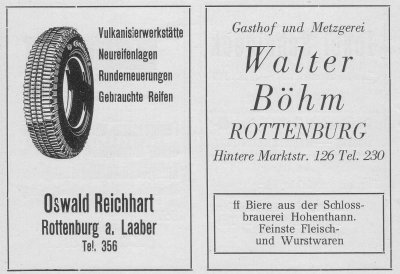 Vulkanisierwerkstätte
Neureifenlagen
Runderneuerungen
Gebrauchte Reifen
Oswald Reichhart
Rottenburg a. Laaber
Tel. 356
Gasthof und Metzgerei
Walter
Böhm
ROTTENBURG
Hintere Marktstr. 126 Tel. 230
ff Biere aus der Schloss-
brauerei Hohenthann.
Feinste Fleisch-
und Wurstwaren